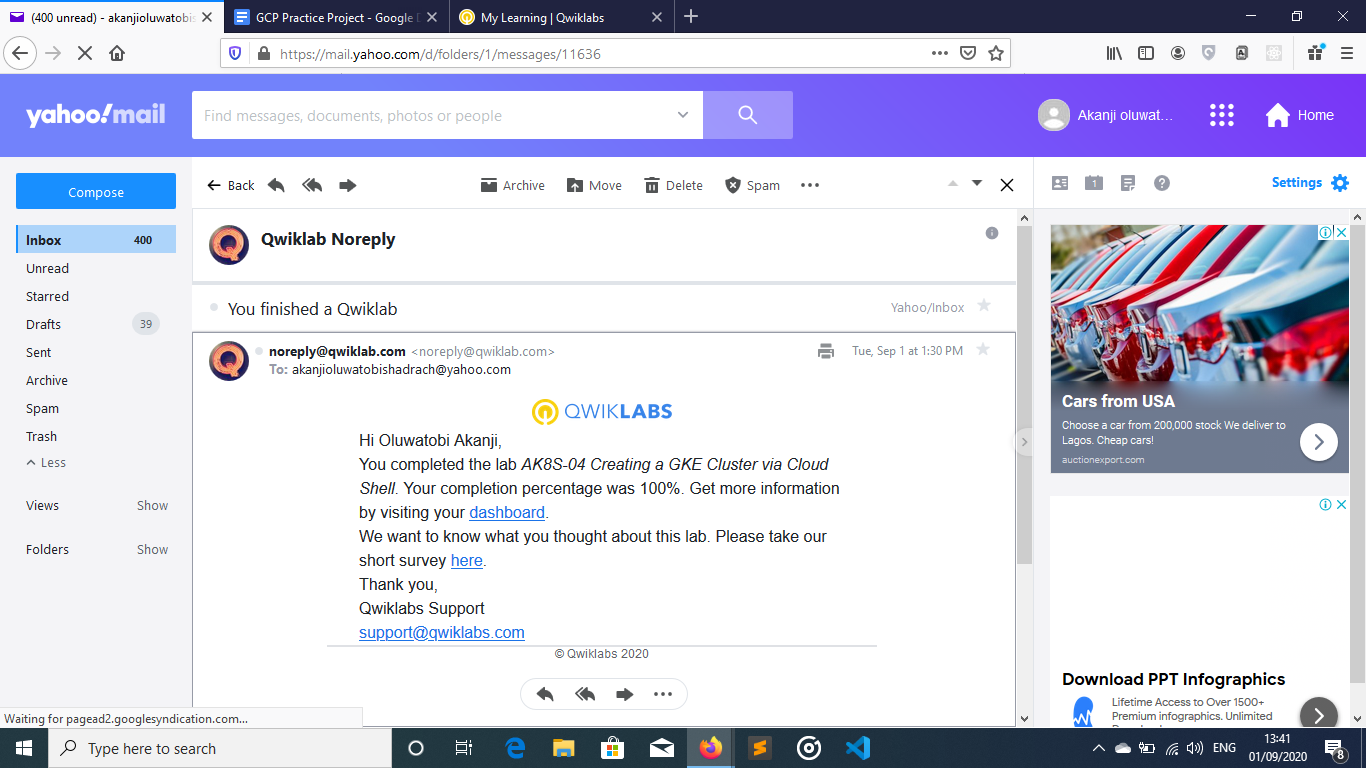 (400 unread) - akanjioluwatobis
GCP Practice Project - Google D
My Learning | Qwiklabs
https://mail.yahoo.com/d/folders/1/messages/11636
yahoo!mail
Find messages, documents, photos or people
Akanji oluwat...
Home
Compose
Back
Archive
Move
Delete
Spam
1
Settings
Inbox 400
Unread
Starred
Drafts 39
Sent
Archive
Spam
Trash
Less
Views Show
Folders Show
Qwiklab Noreply
You finished a Qwiklab
Yahoo/Inbox
noreply@qwiklab.com <noreply@qwiklab.com>
Tue, Sep 1 at 1:30 PM
To: akanjioluwatobishadrach@yahoo.com
QWIKLABS
Hi Oluwatobi Akanji,
You completed the lab AK8S-04 Creating a GKE Cluster via Cloud
Shell. Your completion percentage was 100%. Get more information
by visiting your dashboard.
We want to know what you thought about this lab. Please take our
short survey here.
Thank you,
Qwiklabs Support
support@qwiklabs.com
© Qwiklabs 2020
Cars from USA
Choose a car from 200,000 stock We deliver to
Lagos. Cheap cars!
auctionexport.com
Download PPT Infographics
Lifetime Access to Over 1500+
Premium infographics. Unlimited
Waiting for pagead2.googlesyndication.com...
Type here to search
ENG
13:41
01/09/2020
8